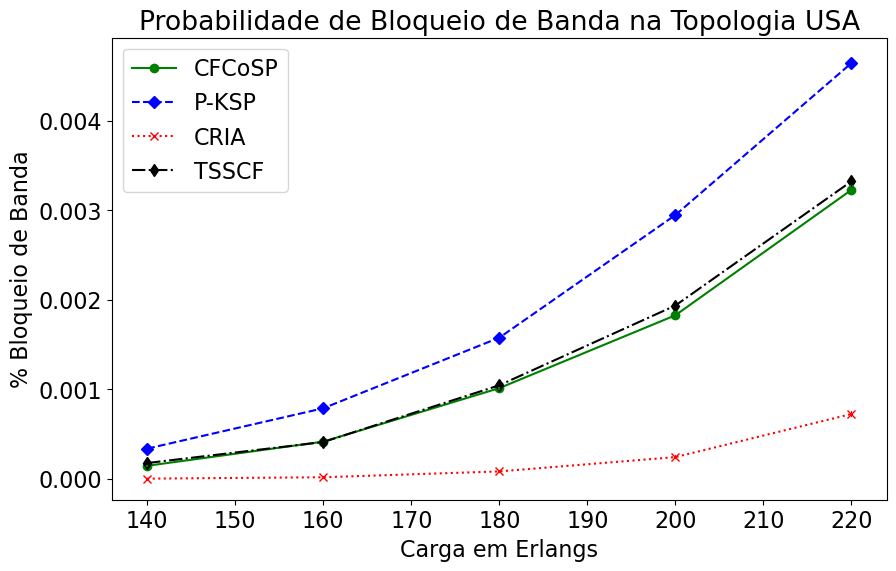 Probabilidade de Bloqueio de Banda na Topologia USA
CFCoSP
P-KSP
CRIA
TSSCF
% Bloqueio de Banda
0.004
0.003
0.002
0.001
0.000
140 150 160 170 180 190 200 210 220
Carga em Erlangs